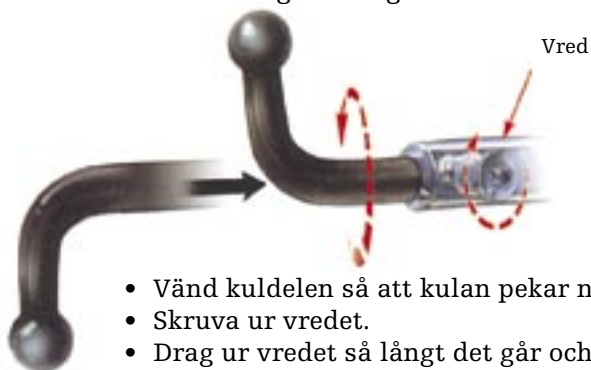 Vred
• Vänd kuldelen så att kulan pekar
• Skruva ur vredet.
• Drag ur vredet så långt det går och